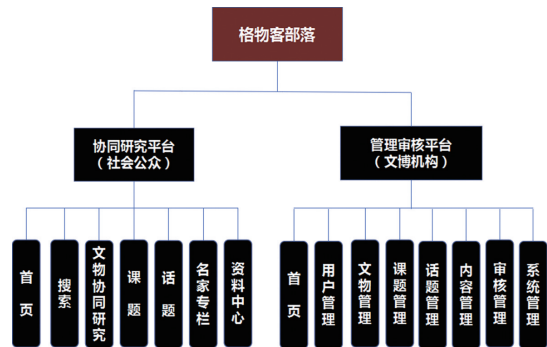 格物客部落
协同研究平台
（社会公众）
管理审核平台
（文博机构）
首页
搜索
文物协同研究
课题
话题
名家专栏
资料中心
首页
用户管理
文物管理
课题管理
话题管理
内容管理
审核管理
系统管理